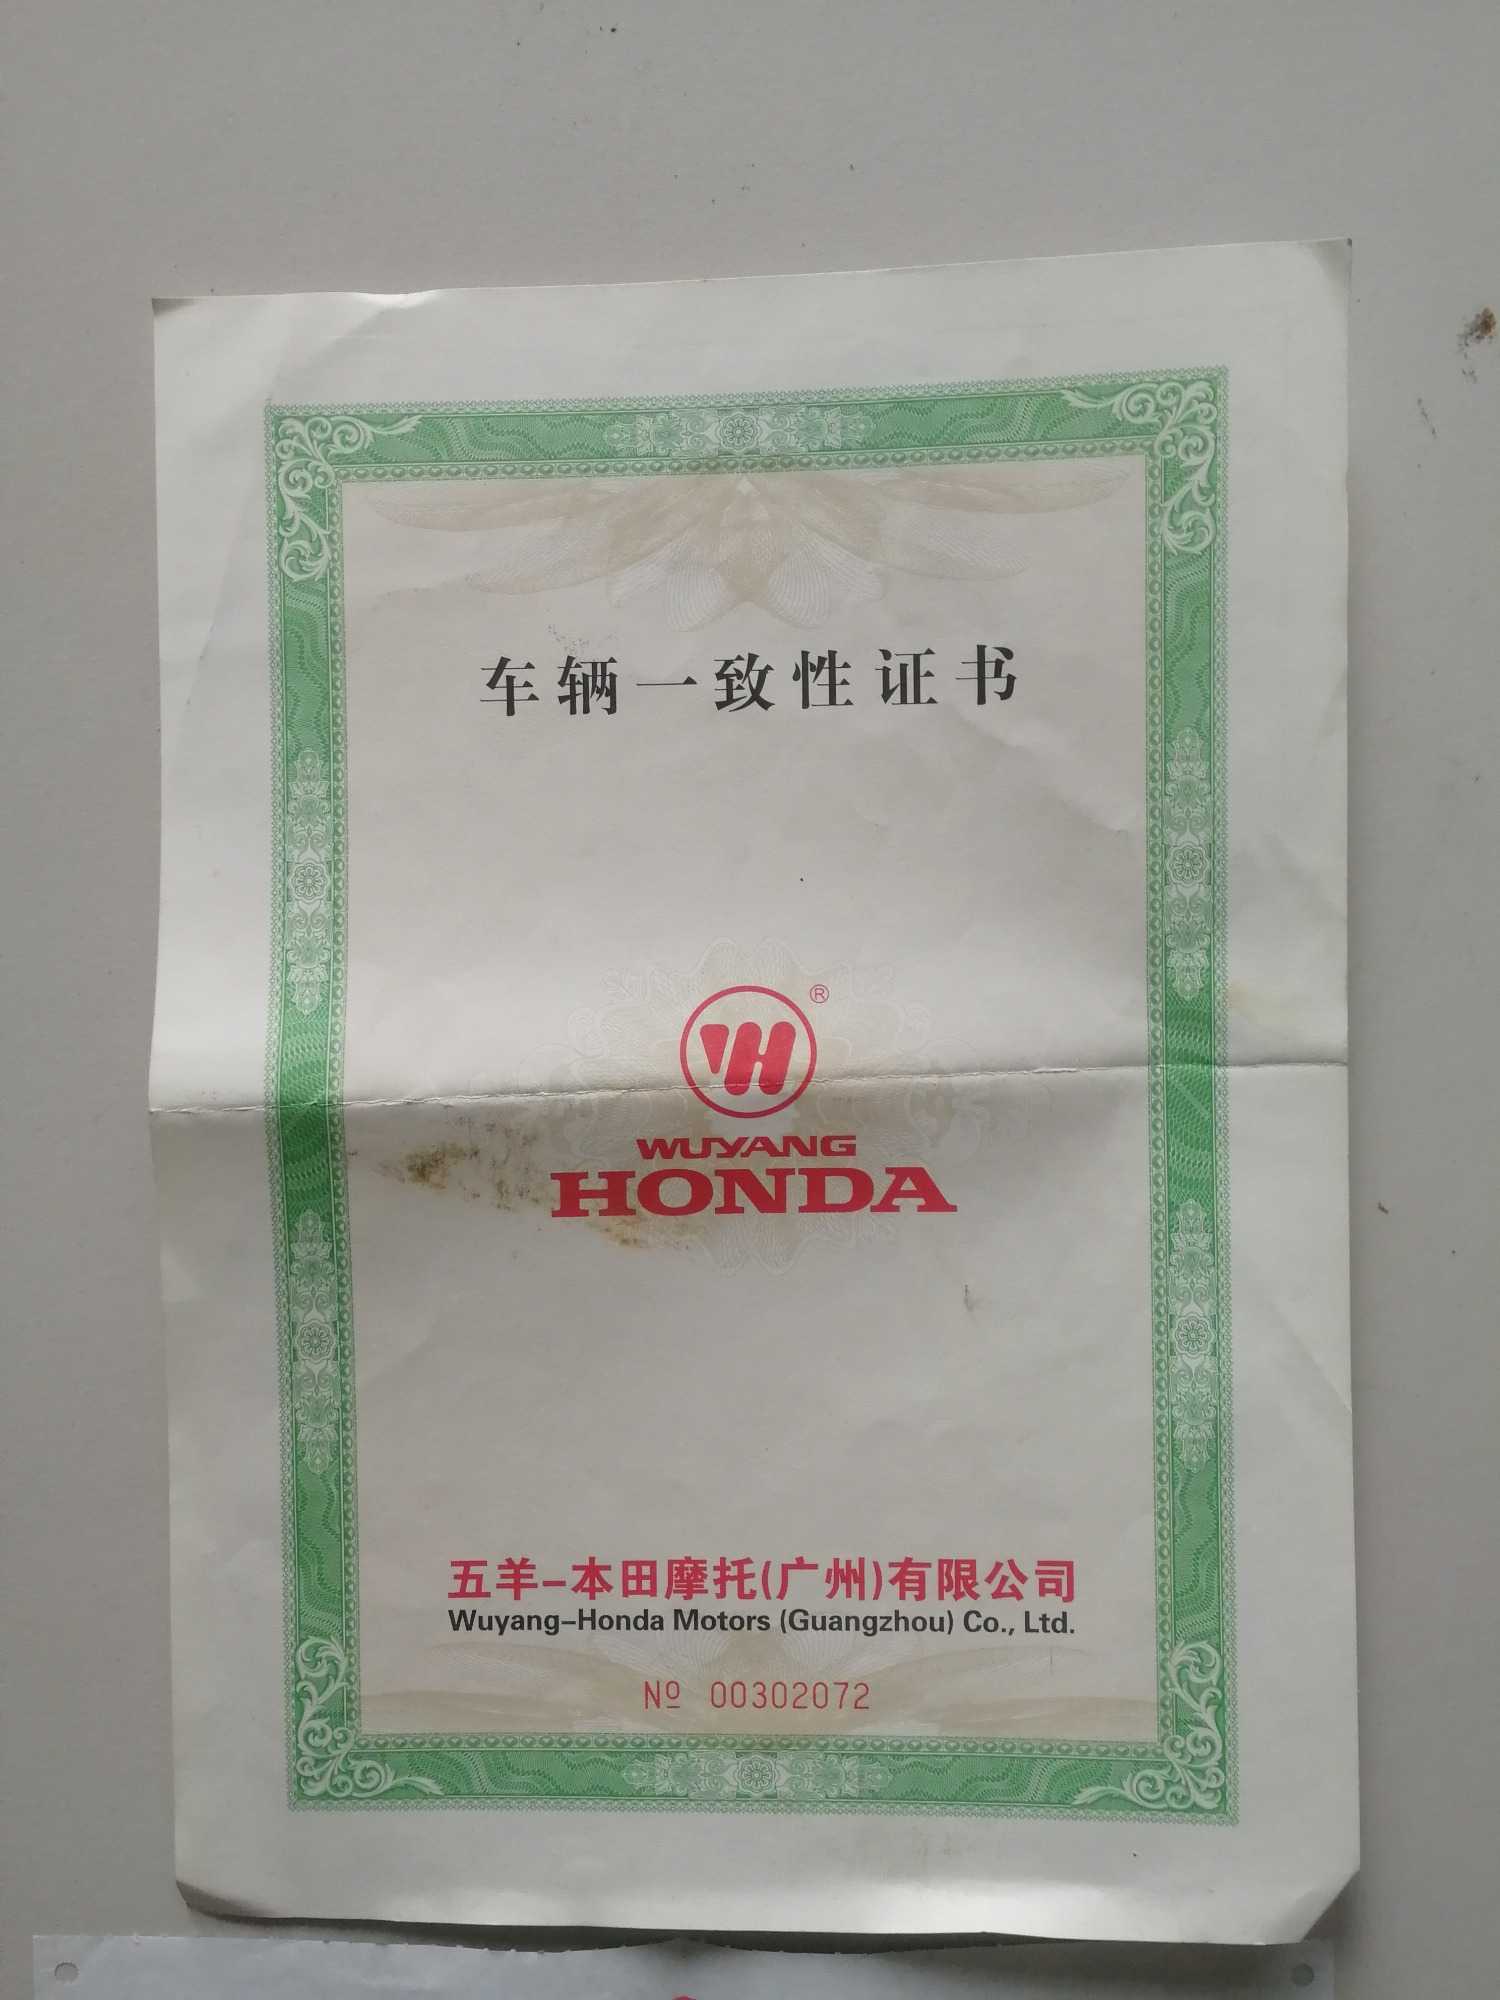 车辆一致性证书
®
WUYANG
HONDA
五羊-本田摩托(广州)有限公司
Wuyang-Honda Motors (Guangzhou) Co., Ltd.
№ 00302072